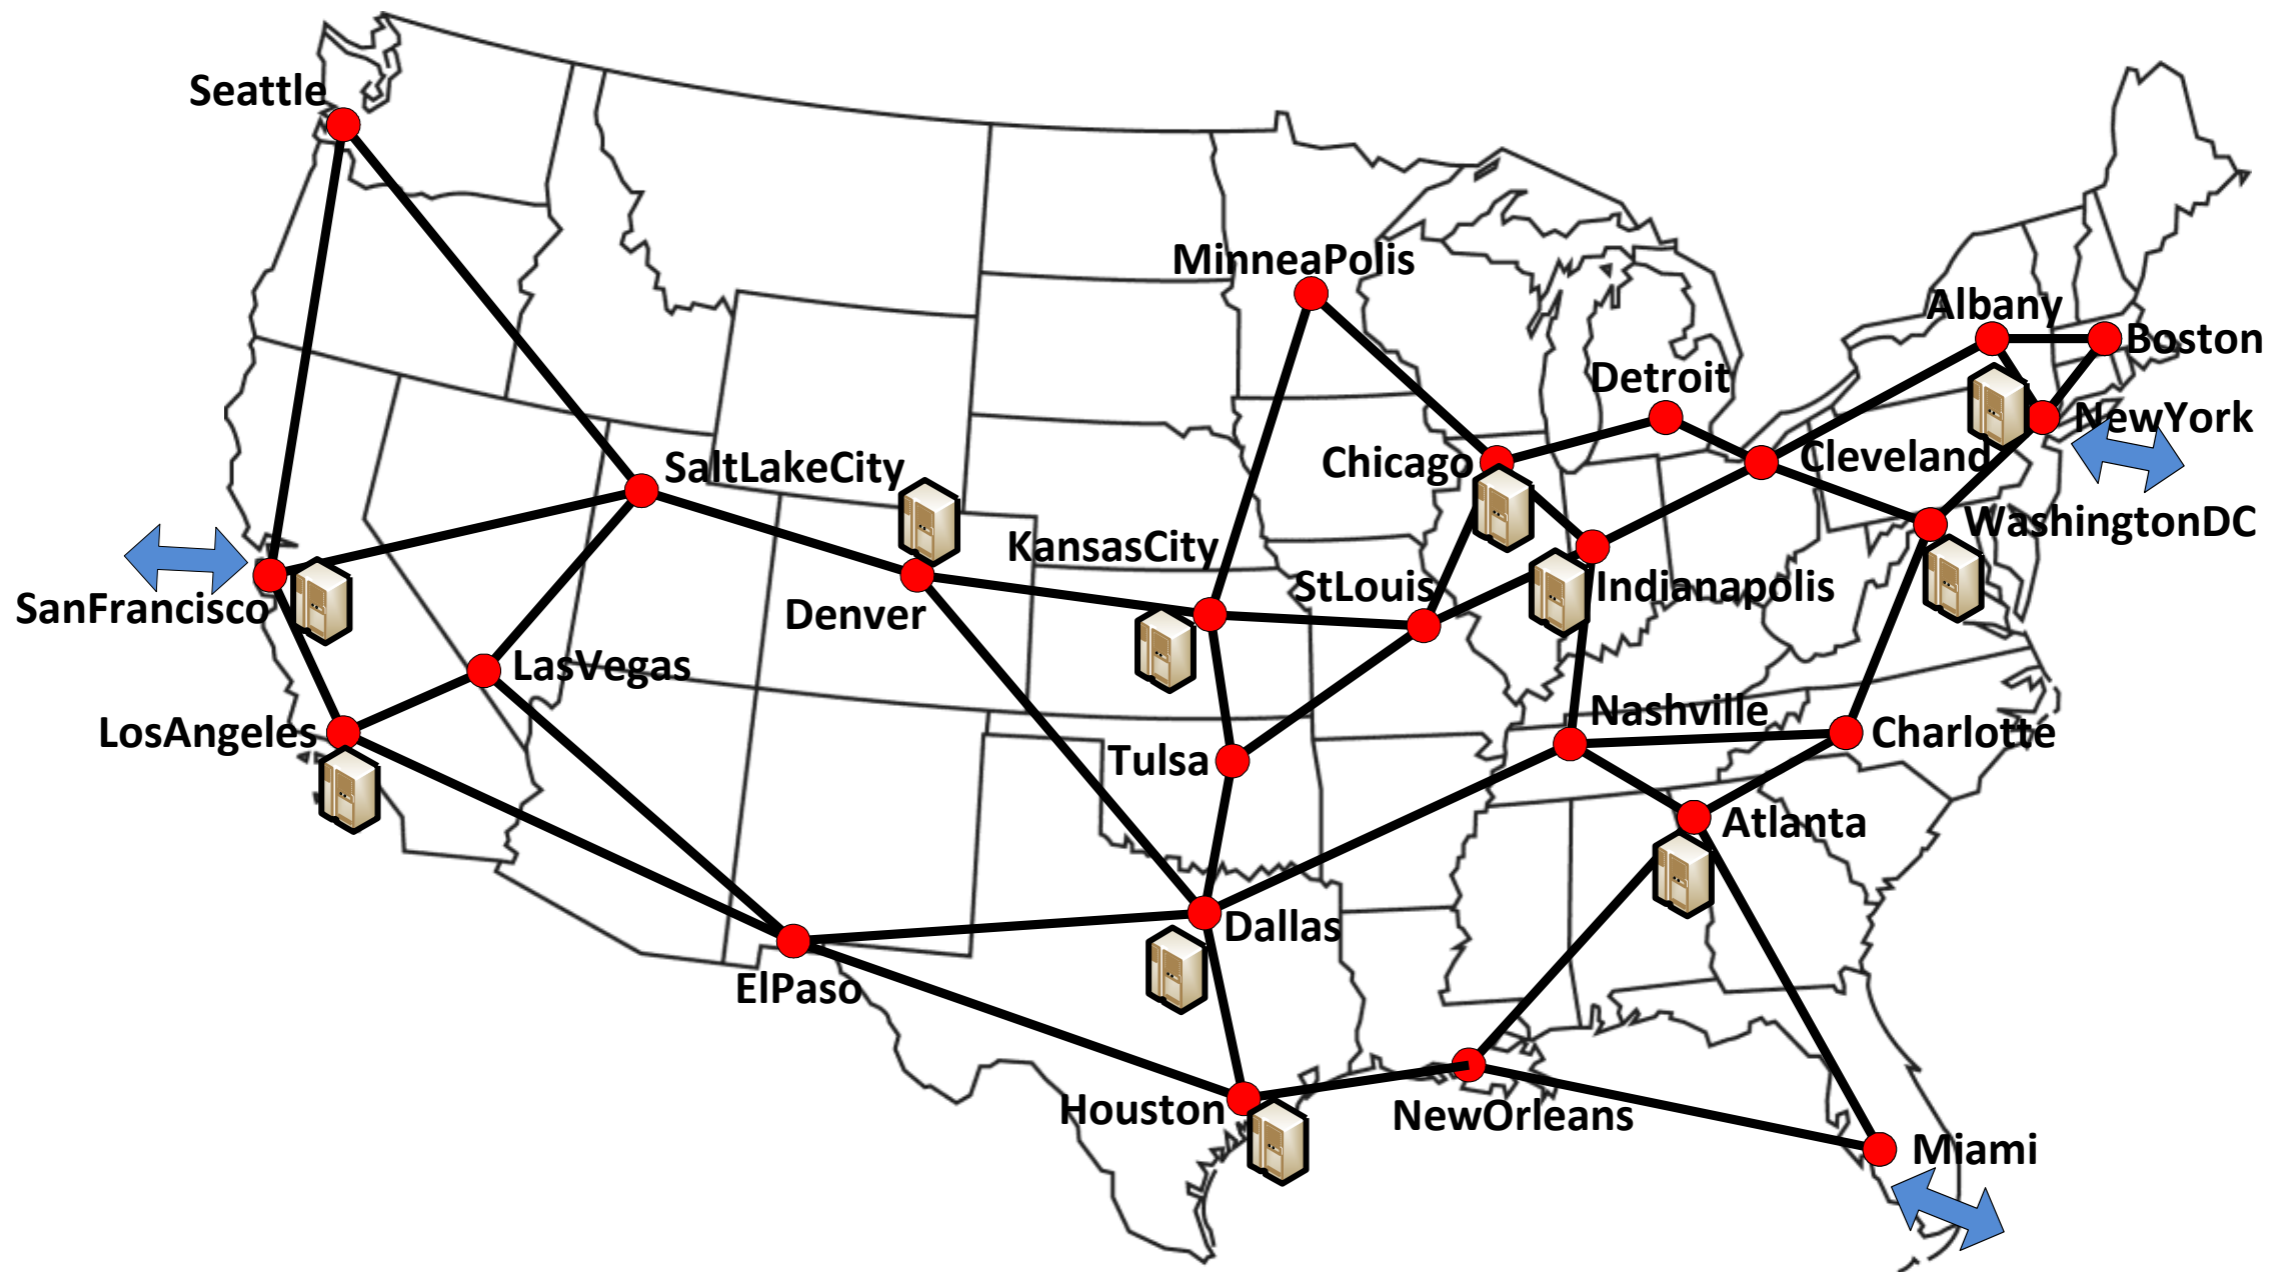 Seattle
MinneaPolis
Albany
Boston
Detroit
NewYork
Chicago
Cleveland
SaltLakeCity
WashingtonDC
KansasCity
StLouis
Indianapolis
SanFrancisco
Denver
LasVegas
Nashville
LosAngeles
Charlotte
Tulsa
Atlanta
Dallas
ElPaso
Houston
NewOrleans
Miami